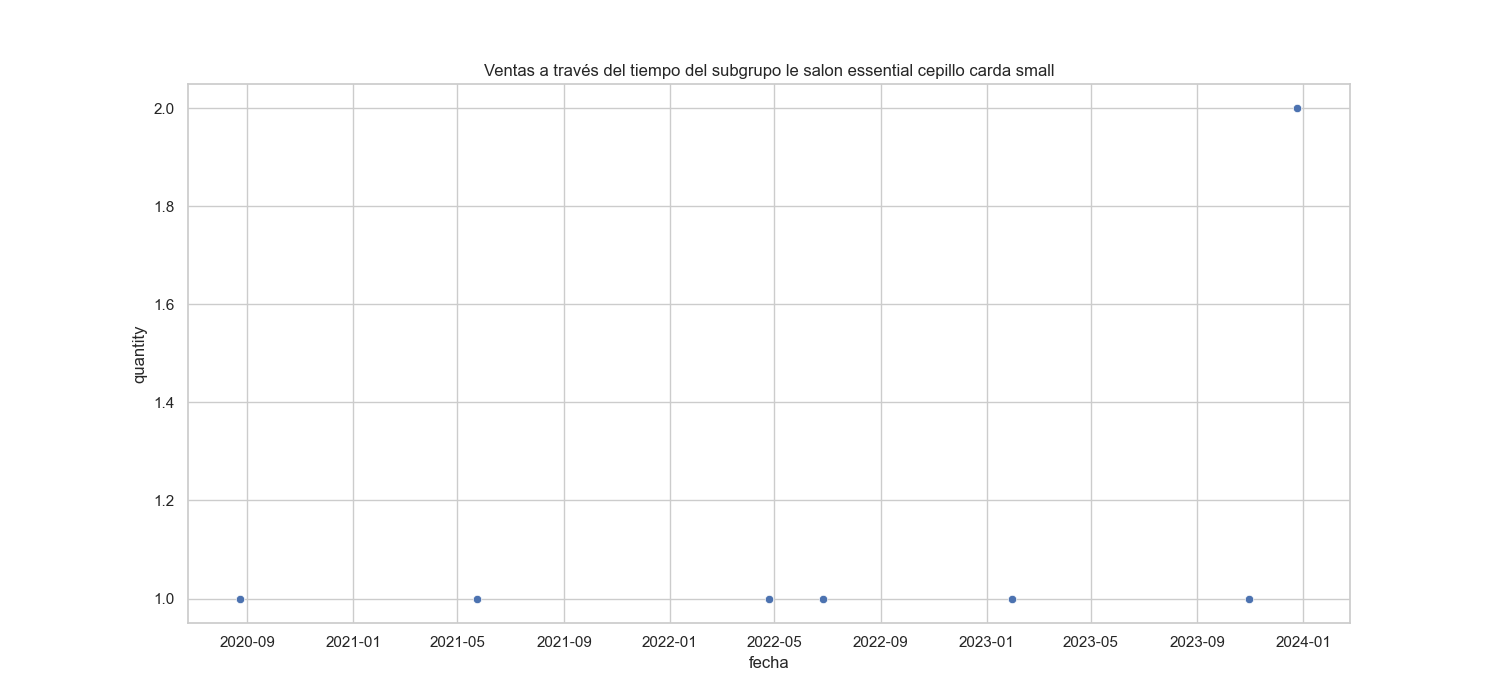 Ventas a través del tiempo del subgrupo le salon essential cepillo carda small
2.0
1.8
1.6
1.4
1.2
1.0
quantity
2020-09 2021-01 2021-05 2021-09 2022-01 2022-05 2022-09 2023-01 2023-05 2023-09 2024-01
fecha